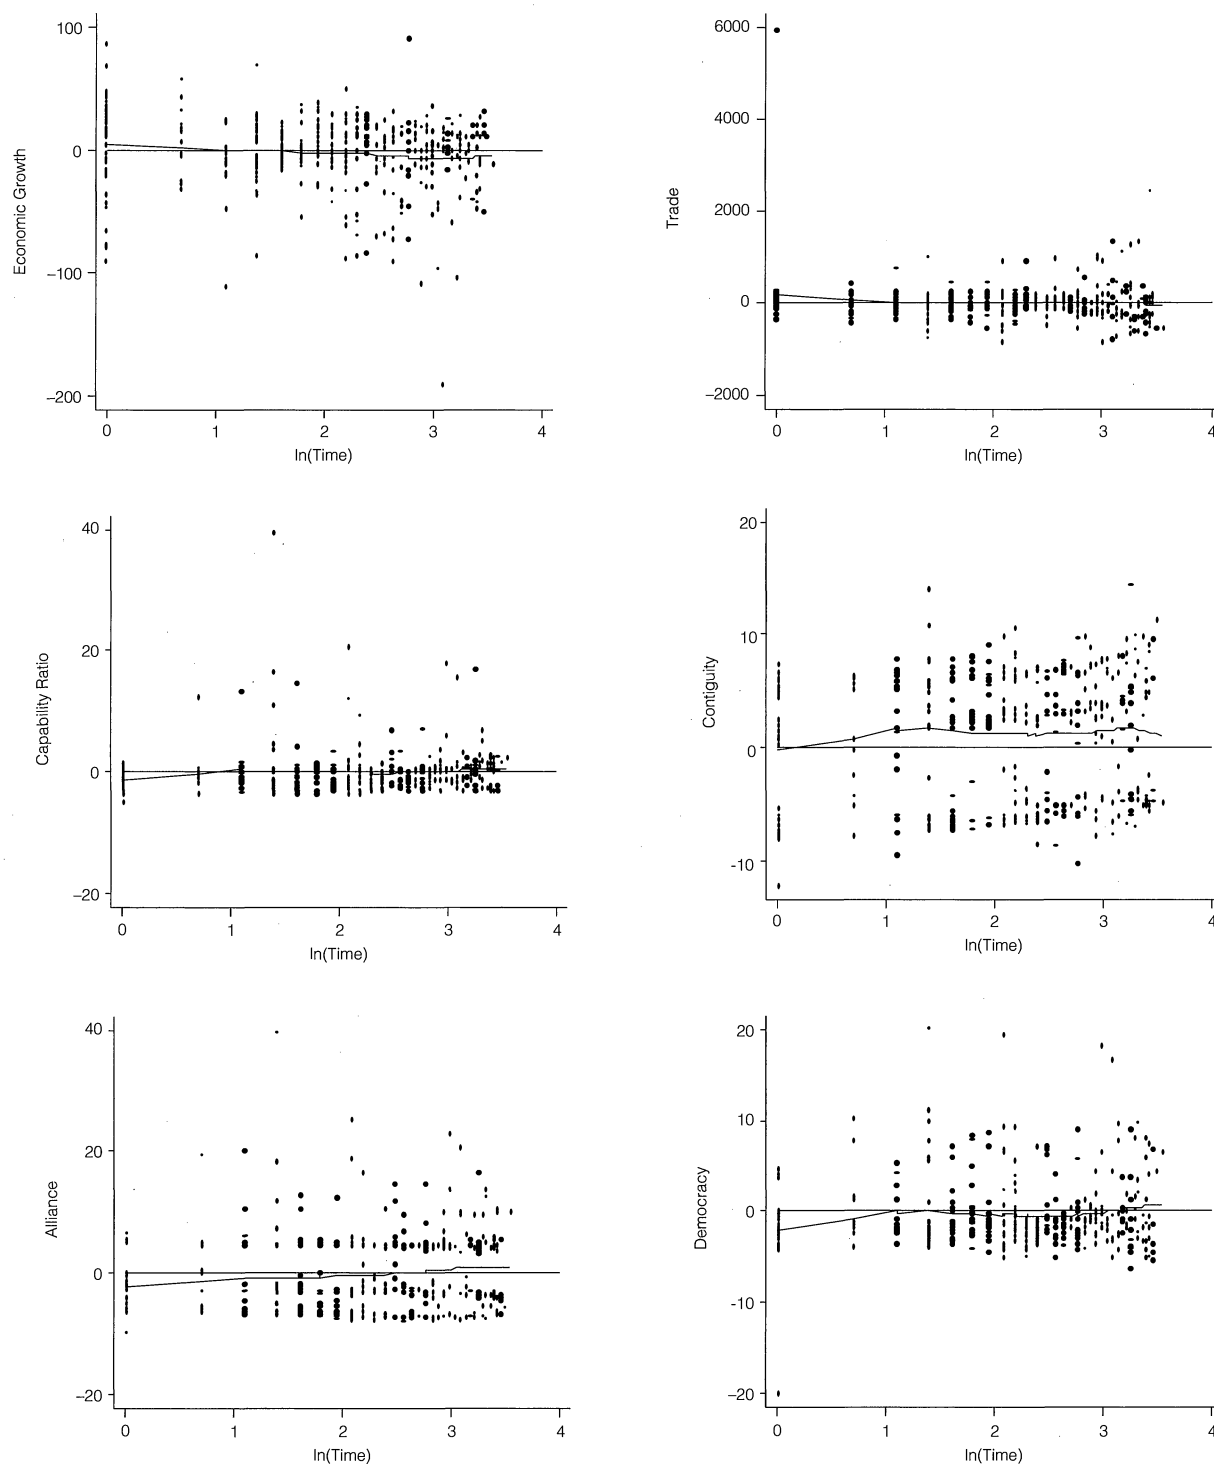 100
0
−100
−200
Economic Growth
0 1 2 3 4
ln(Time)
6000
4000
2000
0
−2000
Trade
0 1 2 3 4
ln(Time)
40
20
0
−20
Capability Ratio
0 1 2 3 4
ln(Time)
20
10
0
-10
Contiguity
0 1 2 3 4
ln(Time)
40
20
0
−20
Alliance
0 1 2 3 4
ln(Time)
20
10
0
−10
−20
Democracy
0 1 2 3 4
ln(Time)